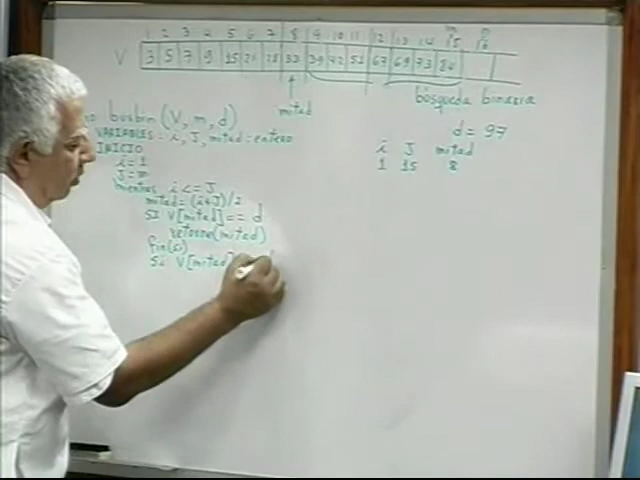 1 2 3 4 5 6 7 8 9 10 11 12 13 14 15 16
m n
V 3 5 7 9 15 21 28 33 39 42 51 67 69 73 84
mitad
búsqueda binaria
busbin (V, m, d)
VARIABLES = i, J, mitad = entero
INICIO
i = 1
J = m
mientras i <= J
mitad = (i+J)/2
SI V[mitad] == d
retorne(mitad)
fin(si)
Si V[mitad]
d = 97
i J mitad
1 15 8